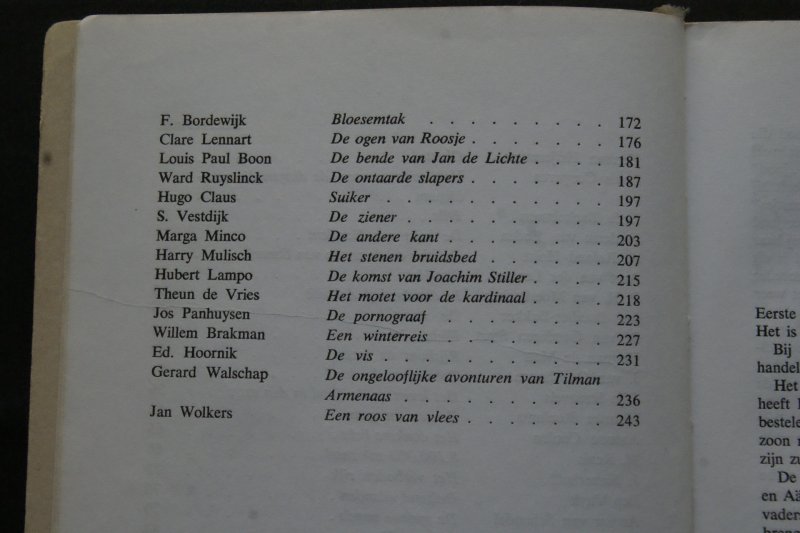 F. Bordewijk Bloesemtak . . . . . . . . . 172
Clare Lennart De ogen van Roosje . . . . . . . 176
Louis Paul Boon De bende van Jan de Lichte . . . . 181
Ward Ruyslinck De ontaarde slapers . . . . . . . 187
Hugo Claus Suiker . . . . . . . . . . . 197
S. Vestdijk De ziener . . . . . . . . . . 197
Marga Minco De andere kant . . . . . . . . 203
Harry Mulisch Het stenen bruidsbed . . . . . . 207
Hubert Lampo De komst van Joachim Stiller . . . . 215
Theun de Vries Het motet voor de kardinaal . . . . 218
Jos Panhuysen De pornograaf . . . . . . . . 223
Willem Brakman Een winterreis . . . . . . . . 227
Ed. Hoornik De vis . . . . . . . . . . . 231
Gerard Walschap De ongelooflijke avonturen van Tilman
Armenaas . . . . . . . . . . 236
Jan Wolkers Een roos van vlees . . . . . . . 243
Eerste
Het is
Bij
handel
Het
heeft
bestele
zoon
zijn zu
De
en Aä
vaders